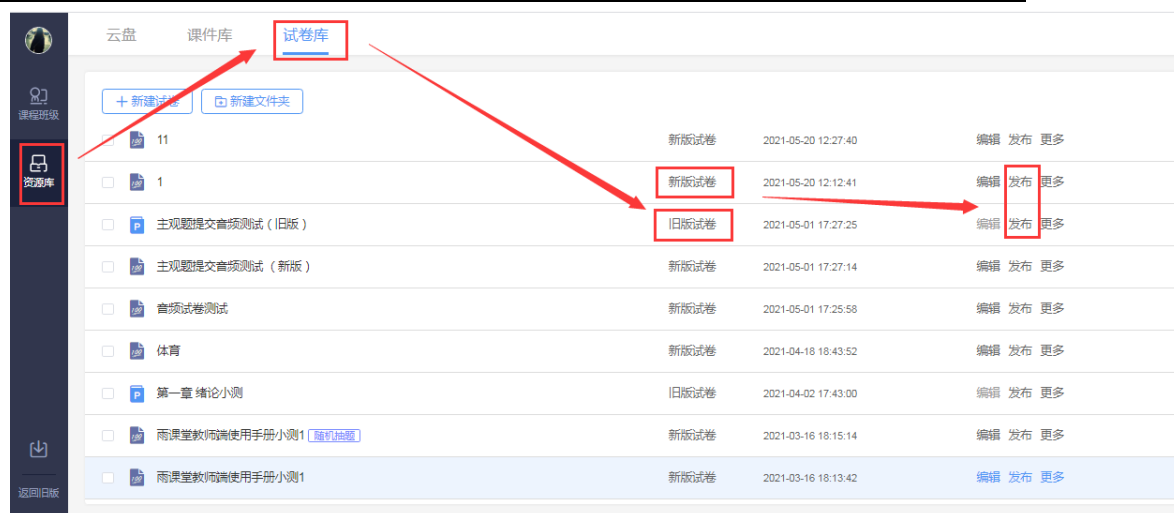 云盘 课件库 试卷库
课程班级
资源库
返回旧版
+ 新建试卷 新建文件夹
11 新版试卷 2021-05-20 12:27:40 编辑 发布 更多
1 新版试卷 2021-05-20 12:12:41 编辑 发布 更多
主观题提交音频测试（旧版） 旧版试卷 2021-05-01 17:27:25 编辑 发布 更多
主观题提交音频测试 （新版） 新版试卷 2021-05-01 17:27:14 编辑 发布 更多
音频试卷测试 新版试卷 2021-05-01 17:25:58 编辑 发布 更多
体育 新版试卷 2021-04-18 18:43:52 编辑 发布 更多
第一章 绪论小测 旧版试卷 2021-04-02 17:43:00 编辑 发布 更多
雨课堂教师端使用手册小测1 随机抽题 新版试卷 2021-03-16 18:15:14 编辑 发布 更多
雨课堂教师端使用手册小测1 新版试卷 2021-03-16 18:13:42 编辑 发布 更多